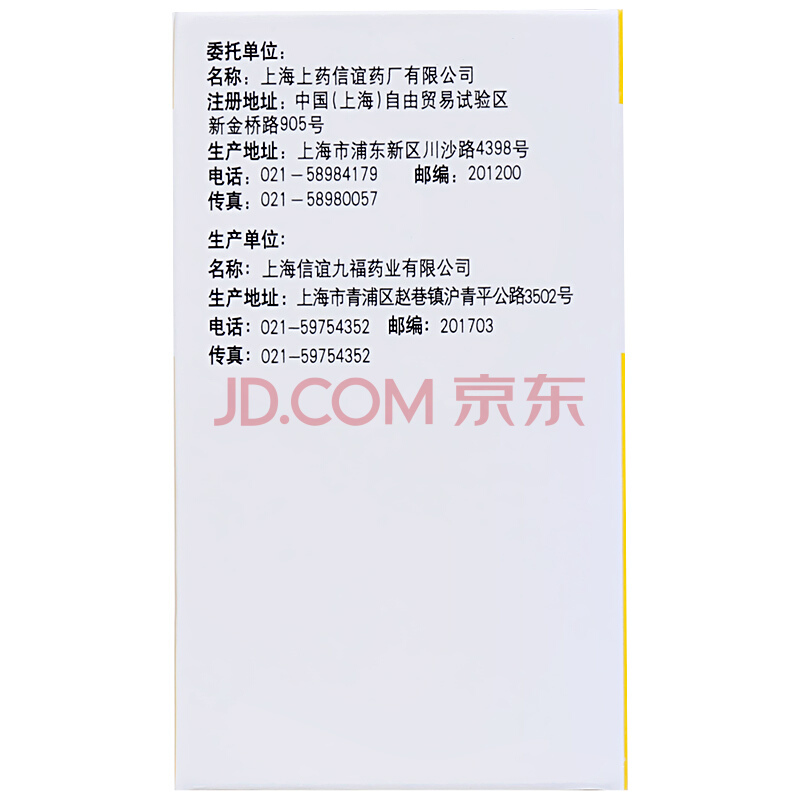 委托单位:
名称: 上海上药信谊药厂有限公司
注册地址: 中国(上海)自由贸易试验区
新金桥路905号
生产地址: 上海市浦东新区川沙路4398号
电话: 021-58984179 邮编: 201200
传真: 021-58980057
生产单位:
名称: 上海信谊九福药业有限公司
生产地址: 上海市青浦区赵巷镇沪青平公路3502号
电话: 021-59754352 邮编: 201703
传真: 021-59754352
JD.COM 京东